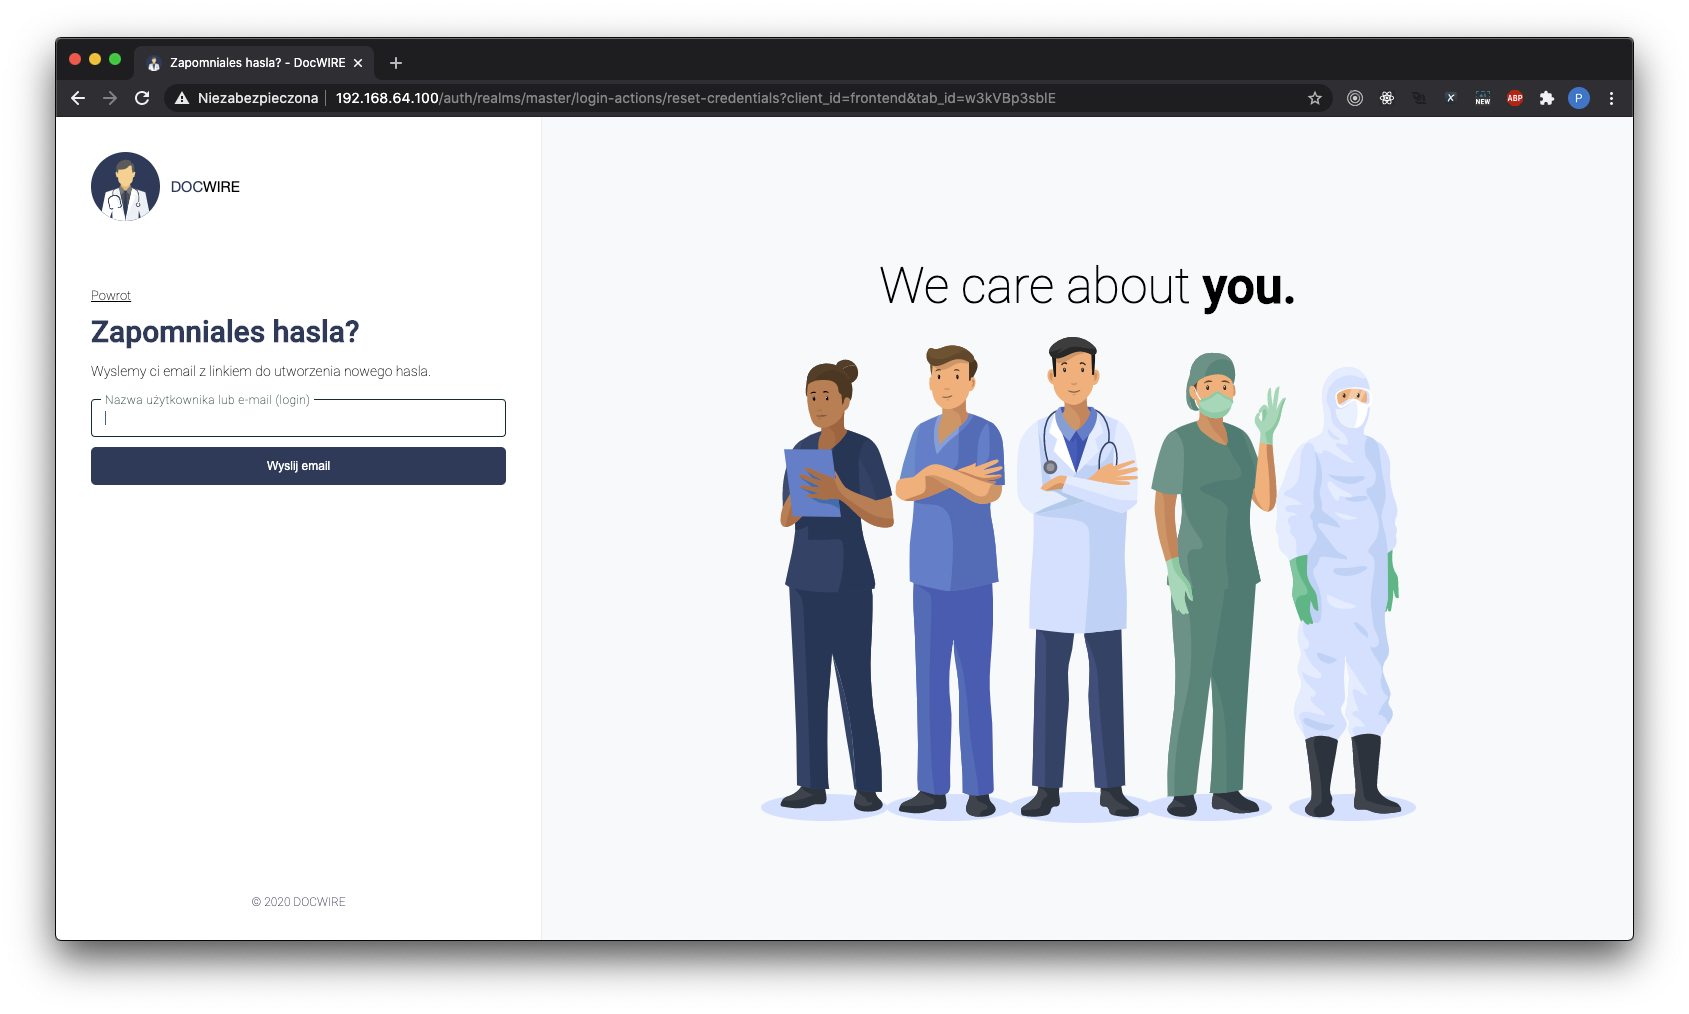 Zapomniales hasla? - DocWIRE
Niezabezpieczona 192.168.64.100/auth/realms/master/login-actions/reset-credentials?client_id=frontend&tab_id=w3kVBp3sblE
NEW
ABP
P
DOCWIRE
Powrot
Zapomniales hasla?
Wyslemy ci email z linkiem do utworzenia nowego hasla.
Nazwa użytkownika lub e-mail (login)
Wyslij email
© 2020 DOCWIRE
We care about you.